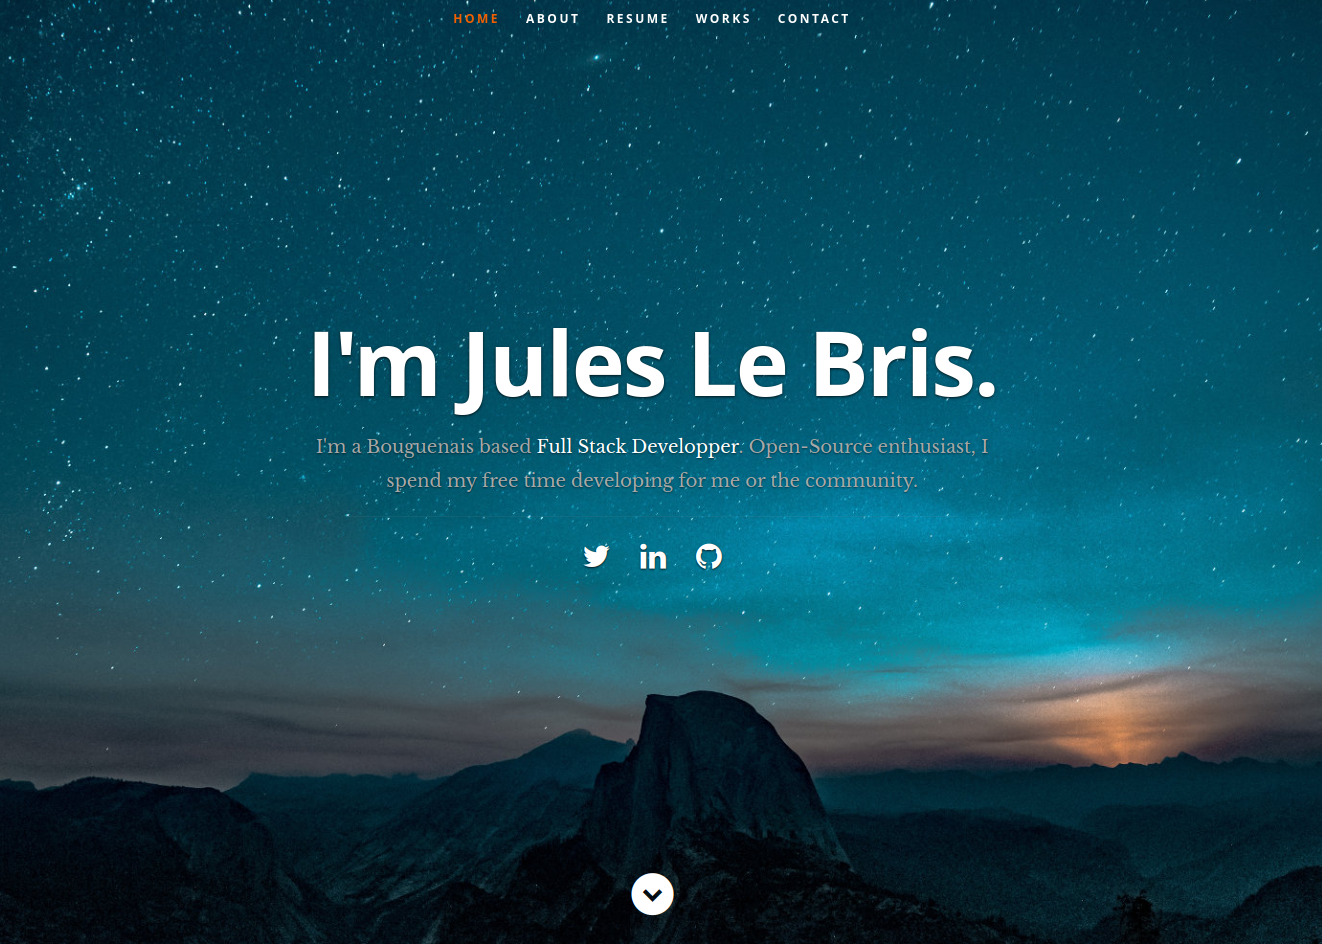 HOME ABOUT RESUME WORKS CONTACT
I'm Jules Le Bris.
I'm a Bouguenais based Full Stack Developper. Open-Source enthusiast, I
spend my free time developing for me or the community.